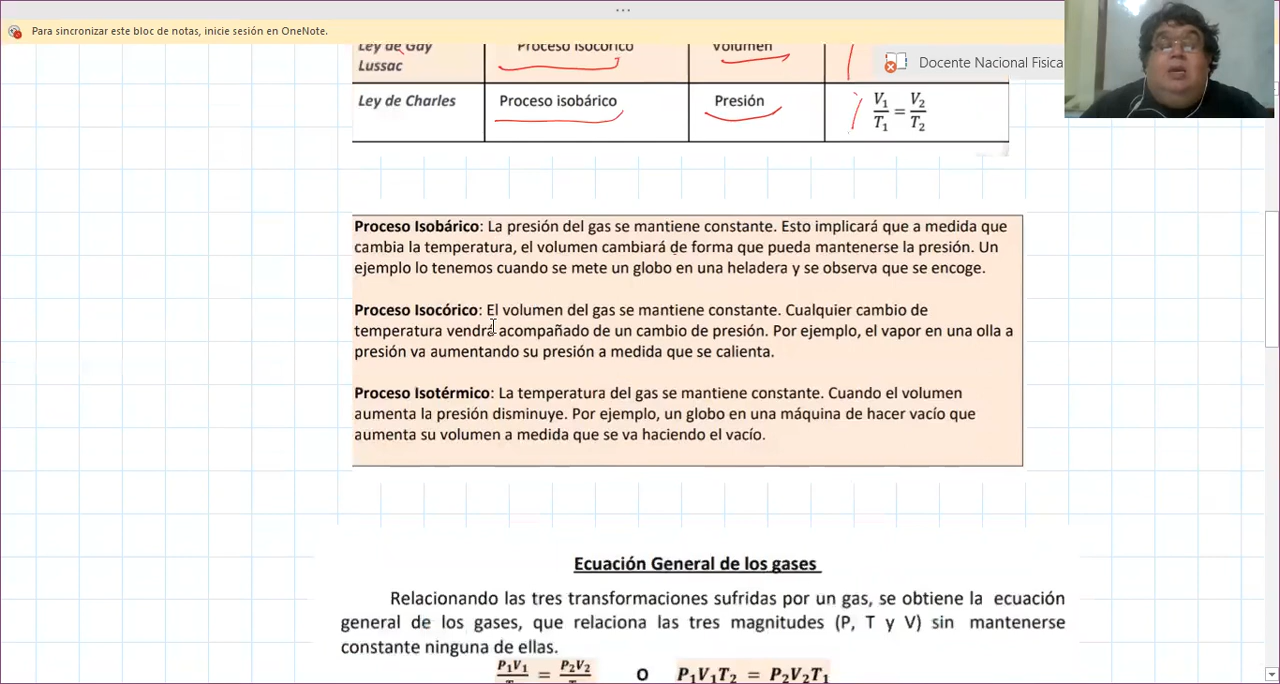 Para sincronizar este bloc de notas, inicie sesión en OneNote.
Ley de Gay
Lussac
Proceso isocórico
Volumen
Docente Nacional Fisica
Ley de Charles
Proceso isobárico
Presión
V₁/T₁ = V₂/T₂
Proceso Isobárico: La presión del gas se mantiene constante. Esto implicará que a medida que
cambia la temperatura, el volumen cambiará de forma que pueda mantenerse la presión. Un
ejemplo lo tenemos cuando se mete un globo en una heladera y se observa que se encoge.
Proceso Isocórico: El volumen del gas se mantiene constante. Cualquier cambio de
temperatura vendrá acompañado de un cambio de presión. Por ejemplo, el vapor en una olla a
presión va aumentando su presión a medida que se calienta.
Proceso Isotérmico: La temperatura del gas se mantiene constante. Cuando el volumen
aumenta la presión disminuye. Por ejemplo, un globo en una máquina de hacer vacío que
aumenta su volumen a medida que se va haciendo el vacío.
Ecuación General de los gases
Relacionando las tres transformaciones sufridas por un gas, se obtiene la ecuación
general de los gases, que relaciona las tres magnitudes (P, T y V) sin mantenerse
constante ninguna de ellas.
P₁V₁ = P₂V₂ O P₁V₁T₂ = P₂V₂T₁